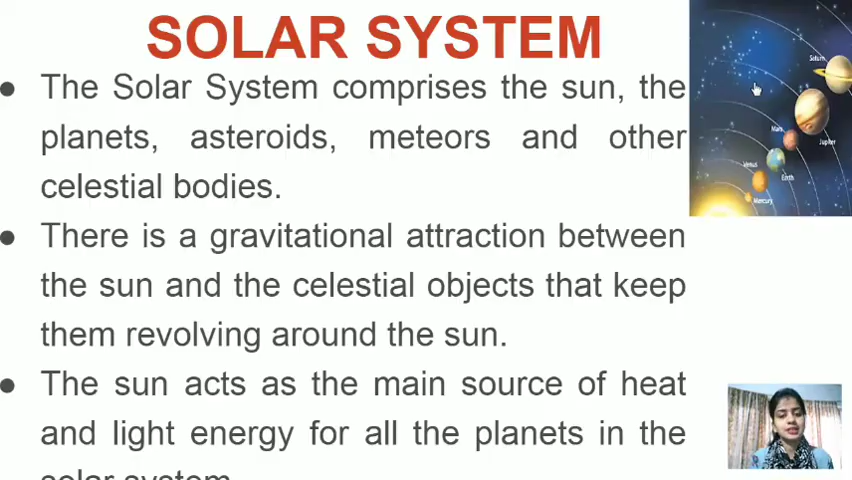 SOLAR SYSTEM
● The Solar System comprises the sun, the
planets, asteroids, meteors and other
celestial bodies.
● There is a gravitational attraction between
the sun and the celestial objects that keep
them revolving around the sun.
● The sun acts as the main source of heat
and light energy for all the planets in the
solar system.
Saturn
Jupiter
Mars
Earth
Venus
Mercury